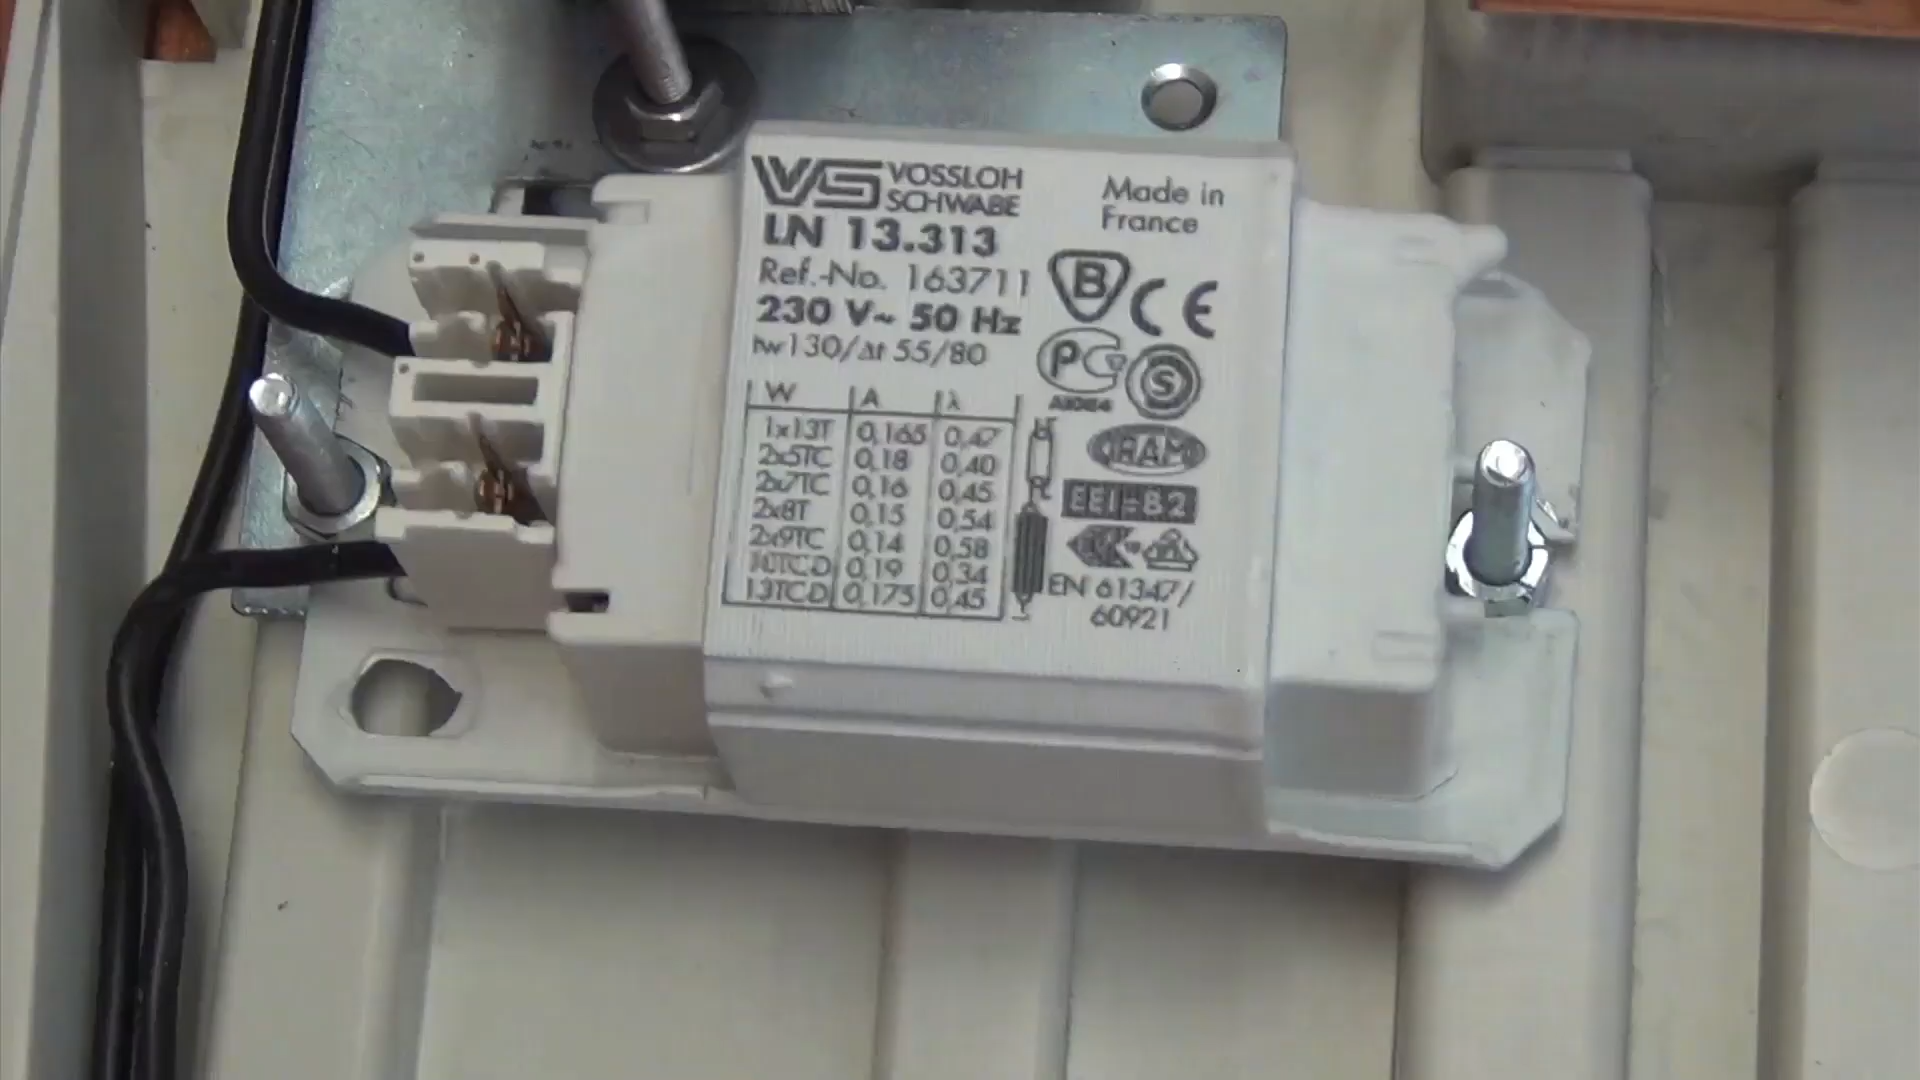 VS VOSSLOH SCHWABE
Made in France
LN 13.313
Ref.-No. 163711
230 V~ 50 Hz
tw130/Δt 55/80
W A λ
1x13T 0,165 0,47
2x5TC 0,18 0,40
2x7TC 0,16 0,45
2x8T 0,15 0,54
2x9TC 0,14 0,58
10TC-D 0,19 0,34
13TC-D 0,175 0,45
B
CE
S
EEI=B2
EN 61347/
60921